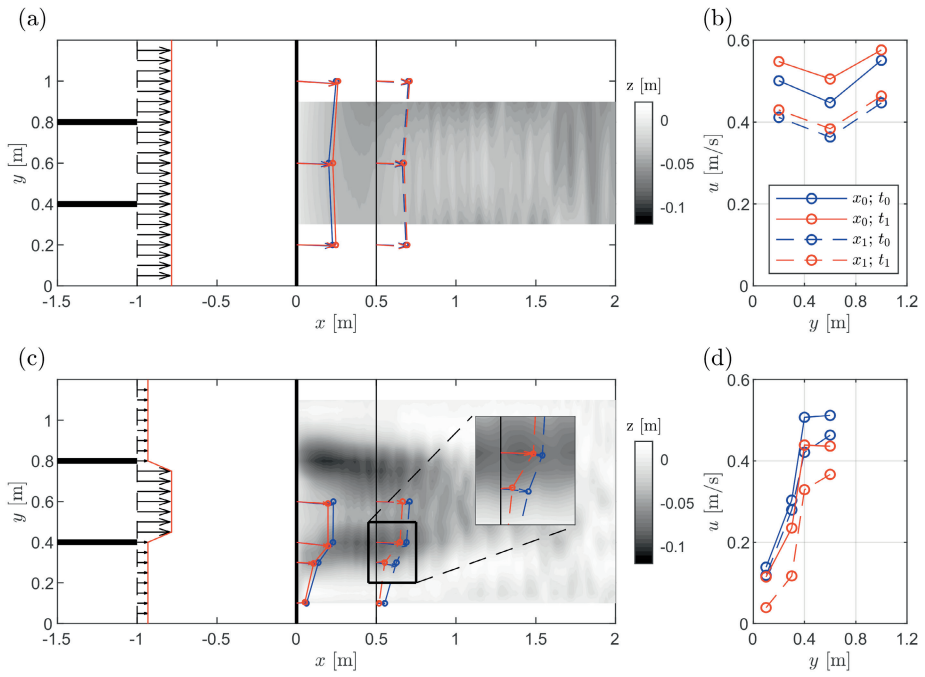 (a)
1
0.8
0.6
0.4
0.2
0
y [m]
-1.5
-1
-0.5
0
0.5
1
1.5
2
x [m]
z [m]
0
-0.05
-0.1
(b)
0.6
0.4
0.2
0
u [m/s]
x₀; t₀
x₀; t₁
x₁; t₀
x₁; t₁
0
0.4
0.8
1.2
y [m]
(c)
1
0.8
0.6
0.4
0.2
0
y [m]
-1.5
-1
-0.5
0
0.5
1
1.5
2
x [m]
z [m]
0
-0.05
-0.1
(d)
0.6
0.4
0.2
0
u [m/s]
0
0.4
0.8
1.2
y [m]